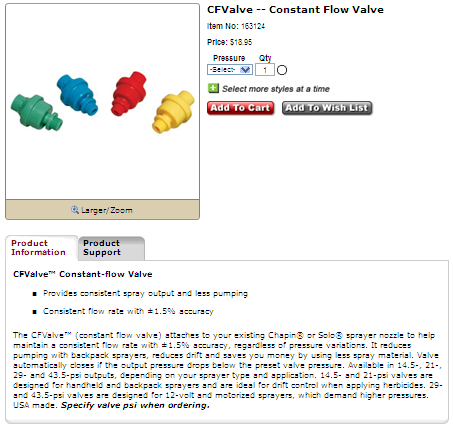 CFValve -- Constant Flow Valve
Item No: 163124
Price: $18.95
Pressure Qty
-Select- 1
Select more styles at a time
Add To Cart Add To Wish List
Larger/Zoom
Product Information
Product Support
CFValve™ Constant-flow Valve
Provides consistent spray output and less pumping
Consistent flow rate with ±1.5% accuracy
The CFValve™ (constant flow valve) attaches to your existing Chapin® or Solo® sprayer nozzle to help
maintain a consistent flow rate with ±1.5% accuracy, regardless of pressure variations. It reduces
pumping with backpack sprayers, reduces drift and saves you money by using less spray material. Valve
automatically closes if the output pressure drops below the preset valve pressure. Available in 14.5-, 21-,
29- and 43.5-psi outputs, depending on your sprayer type and application. 14.5- and 21-psi valves are
designed for handheld and backpack sprayers and are ideal for drift control when applying herbicides. 29-
and 43.5-psi valves are designed for 12-volt and motorized sprayers, which demand higher pressures.
USA made. Specify valve psi when ordering.